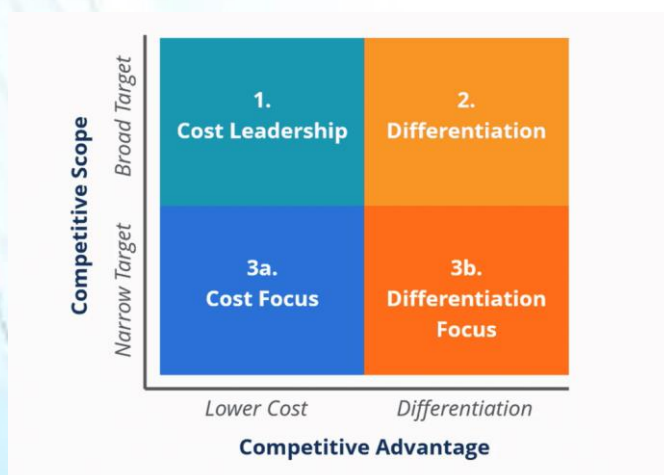 Competitive Scope
Broad Target
Narrow Target
1.
Cost Leadership
2.
Differentiation
3a.
Cost Focus
3b.
Differentiation
Focus
Lower Cost
Differentiation
Competitive Advantage